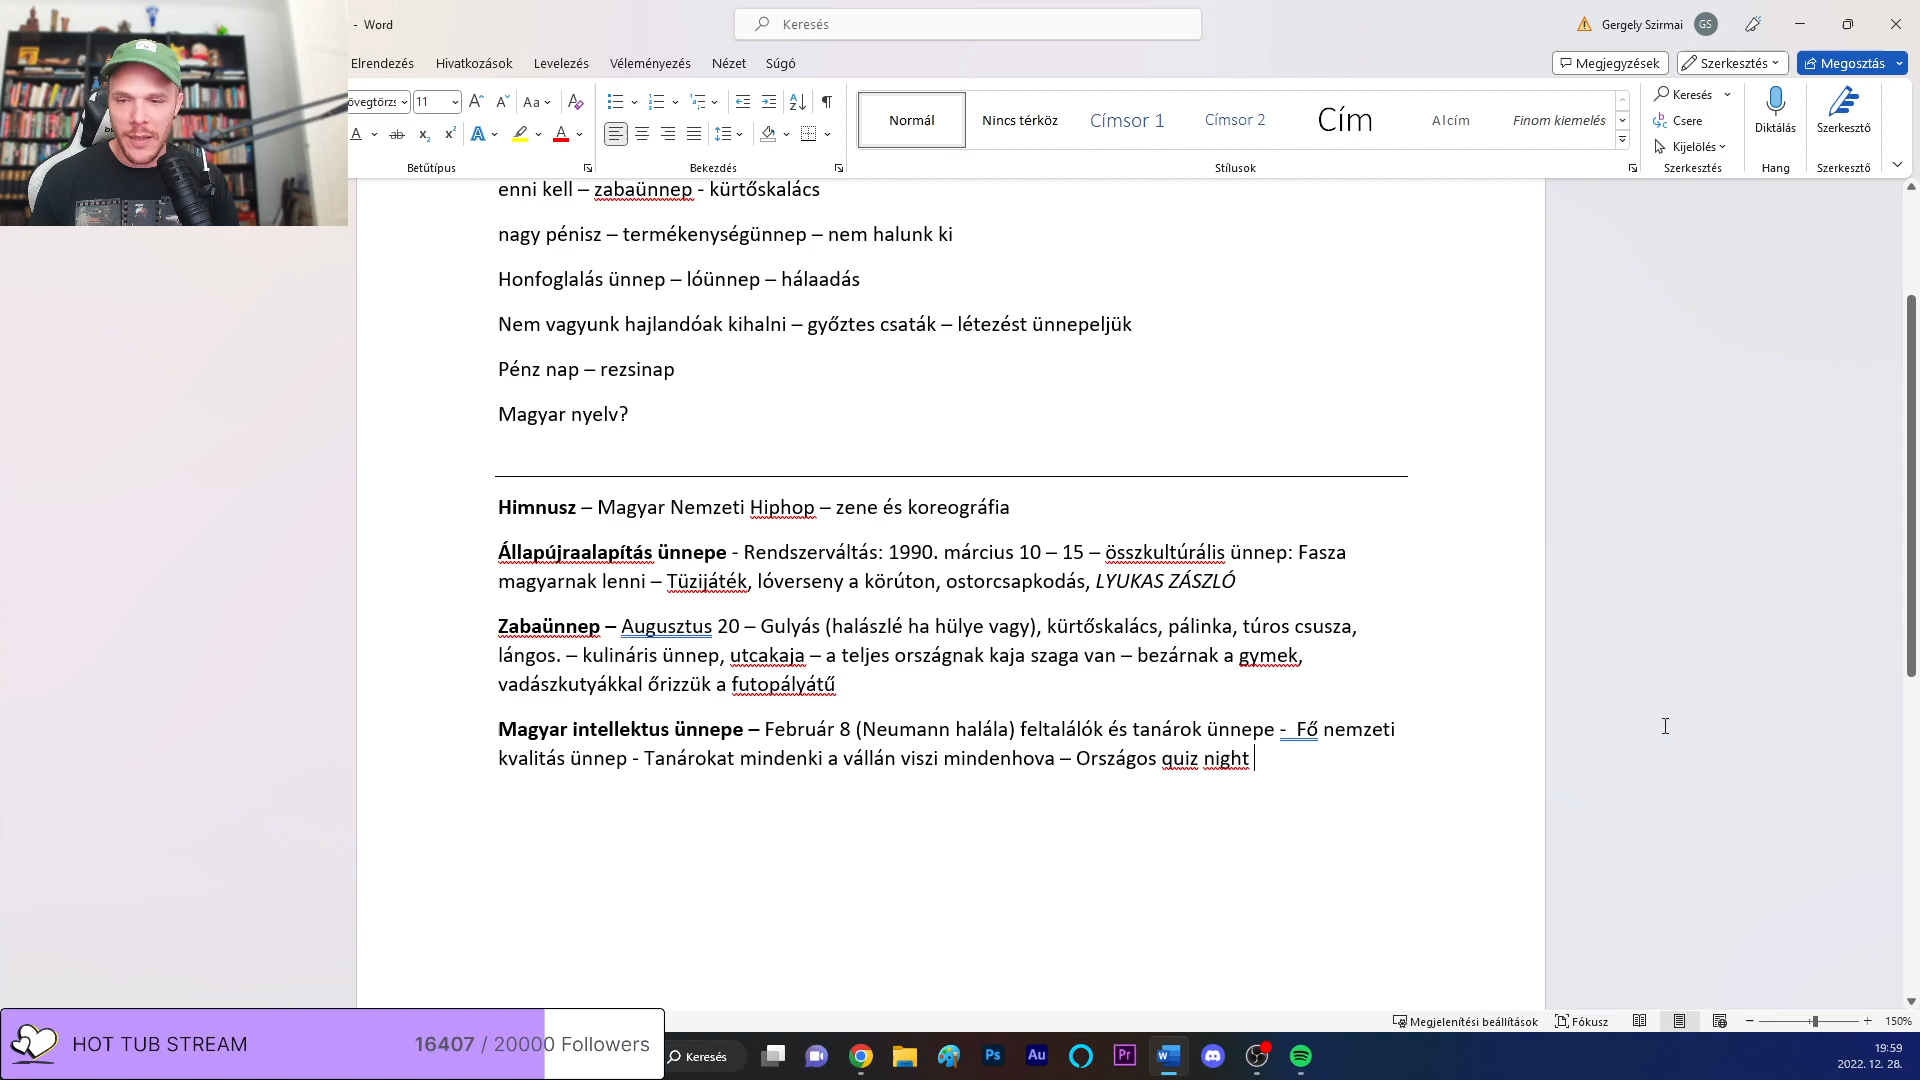 - Word
Keresés
Gergely Szirmai GS
Elrendezés Hivatkozások Levelezés Véleményezés Nézet Súgó
Megjegyzések Szerkesztés Megosztás
11 Aa
Normál Nincs térköz Címsor 1 Címsor 2 Cím Alcím Finom kiemelés
Keresés
Csere
Kijelölés
Diktálás Szerkesztő
Betűtípus Bekezdés Stílusok Szerkesztés Hang Szerkesztő
enni kell – zabaünnep - kürtőskalács
nagy pénisz – termékenységünnep – nem halunk ki
Honfoglalás ünnep – lóünnep – hálaadás
Nem vagyunk hajlandóak kihalni – győztes csaták – létezést ünnepeljük
Pénz nap – rezsinap
Magyar nyelv?
Himnusz – Magyar Nemzeti Hiphop – zene és koreográfia
Állapújraalapítás ünnepe - Rendszerváltás: 1990. március 10 – 15 – összkultúrális ünnep: Fasza
magyarnak lenni – Tüzijáték, lóverseny a körúton, ostorcsapkodás, LYUKAS ZÁSZLÓ
Zabaünnep – Augusztus 20 – Gulyás (halászlé ha hülye vagy), kürtőskalács, pálinka, túros csusza,
lángos. – kulináris ünnep, utcakaja – a teljes országnak kaja szaga van – bezárnak a gymek,
vadászkutyákkal őrizzük a futopályátű
Magyar intellektus ünnepe – Február 8 (Neumann halála) feltalálók és tanárok ünnepe - Fő nemzeti
kvalitás ünnep - Tanárokat mindenki a vállán viszi mindenhova – Országos quiz night
HOT TUB STREAM 16407 / 20000 Followers
Megjelenítési beállítások Fókusz 150%
Keresés
Ps Au Pr W
19:59
2022. 12. 28.